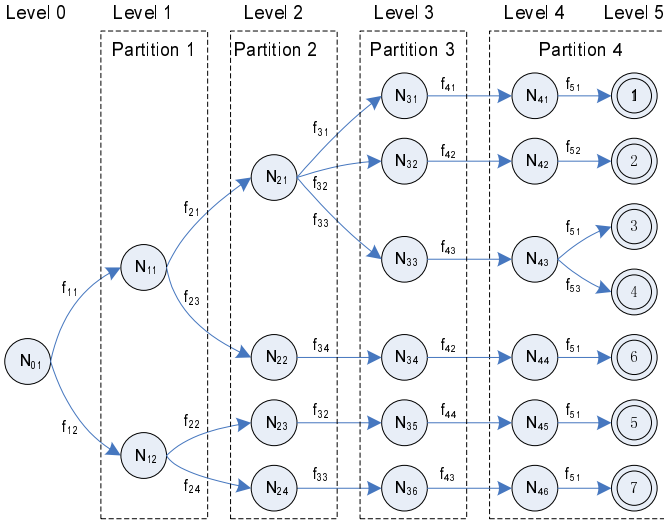 Level 0 Level 1 Level 2 Level 3 Level 4 Level 5
Partition 1 Partition 2 Partition 3 Partition 4
N31 f41 N41 f51 1
f31
N32 f42 N42 f52 2
N21
f32
f21 f33
f51 3
N33 f43 N43
N11
f53 4
f11
f23
N01 N22 f34 N34 f42 N44 f51 6
f12
f22 N23 f32 N35 f44 N45 f51 5
N12
f24 N24 f33 N36 f43 N46 f51 7